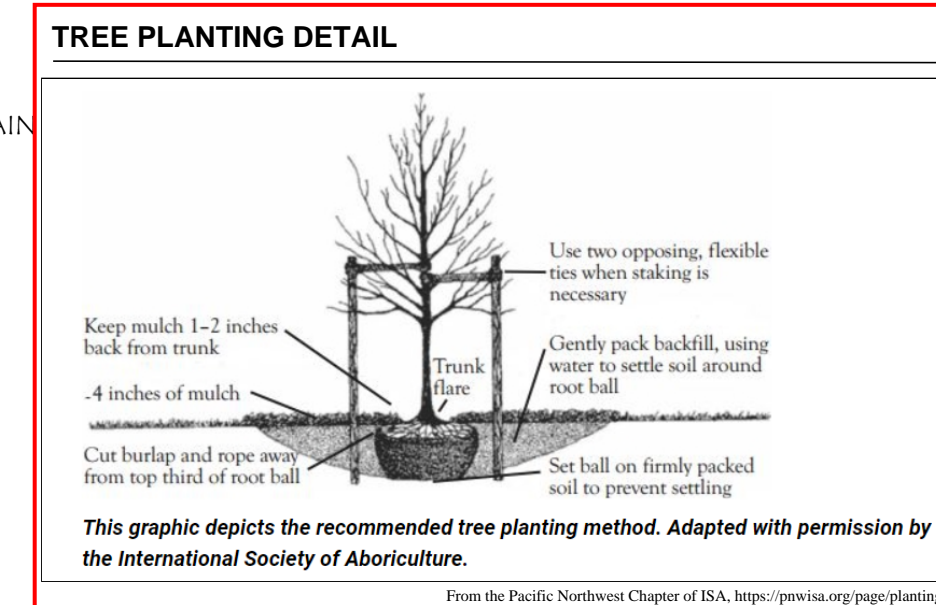 TREE PLANTING DETAIL
AIN
Use two opposing, flexible
ties when staking is
necessary
Keep mulch 1–2 inches
back from trunk
Gently pack backfill, using
water to settle soil around
root ball
Trunk
flare
-4 inches of mulch
Cut burlap and rope away
from top third of root ball
Set ball on firmly packed
soil to prevent settling
This graphic depicts the recommended tree planting method. Adapted with permission by
the International Society of Aboriculture.
From the Pacific Northwest Chapter of ISA, https://pnwisa.org/page/planting